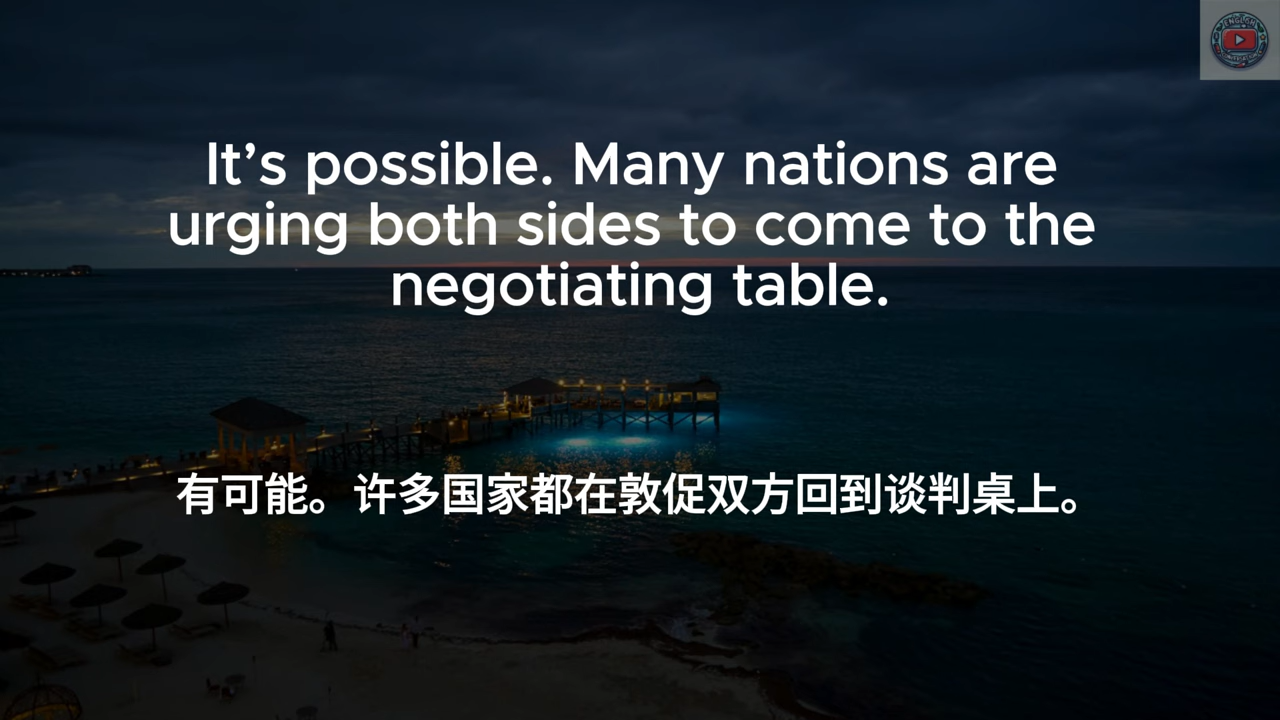 It’s possible. Many nations are
urging both sides to come to the
negotiating table.
有可能。许多国家都在敦促双方回到谈判桌上。